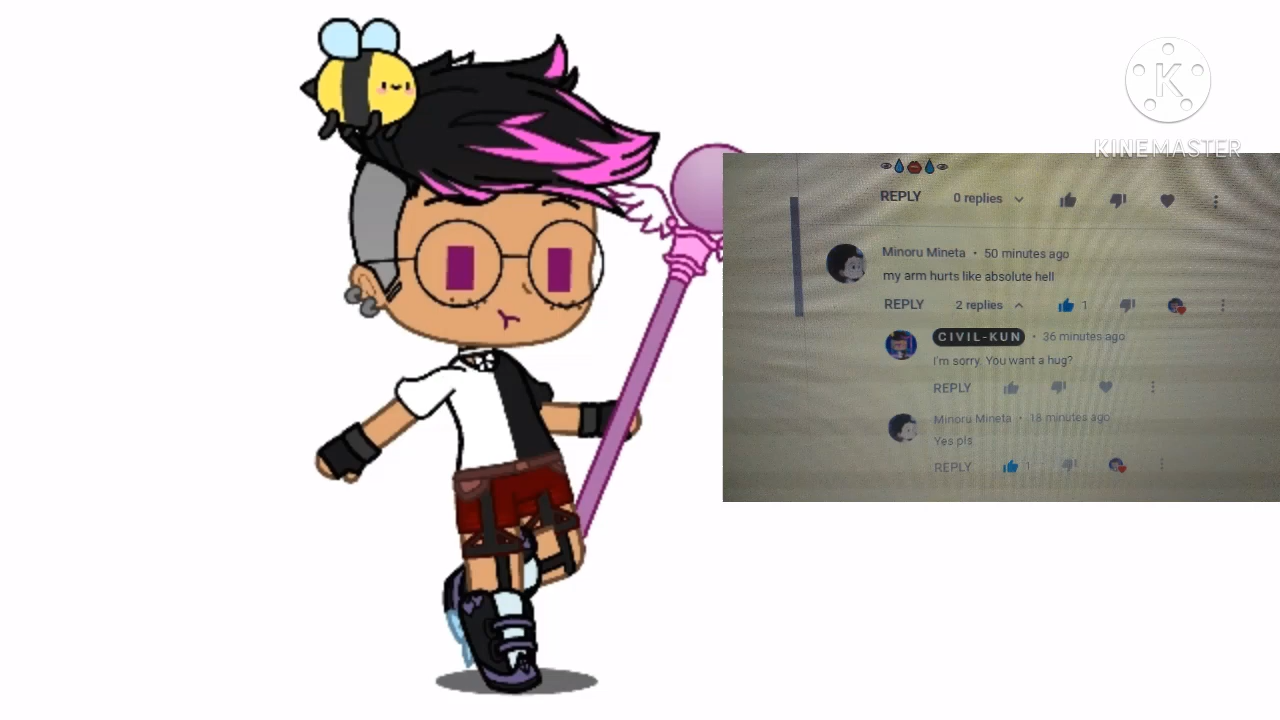 K
KINEMASTER
👁💧👄💧👁
REPLY 0 replies
Minoru Mineta • 50 minutes ago
my arm hurts like absolute hell
REPLY 2 replies 1
CIVIL-KUN • 36 minutes ago
I'm sorry. You want a hug?
REPLY
Minoru Mineta • 18 minutes ago
Yes pls
REPLY 1